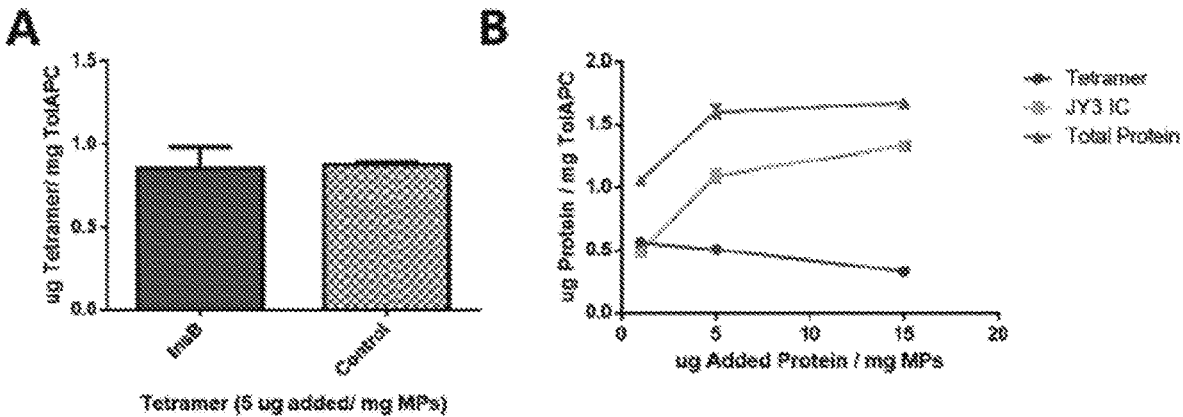 A
ug Tetramer/ mg TolAPC
1.5
1.0
0.5
0.0
InsB
Control
Tetramer (5 ug added/ mg MPs)
B
ug Protein / mg TolAPC
2.0
1.5
1.0
0.5
0.0
0 5 10 15 20
ug Added Protein / mg MPs
Tetramer
JY3 IC
Total Protein